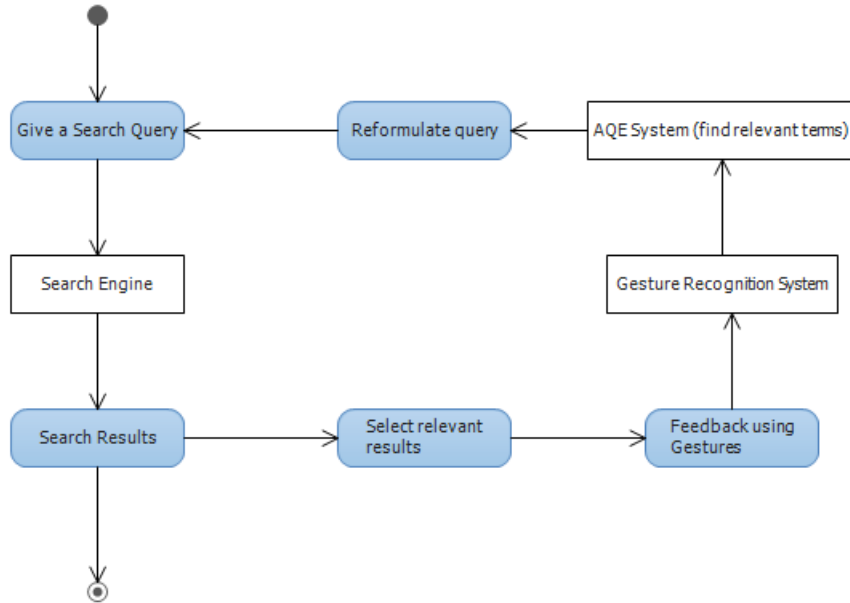 Give a Search Query
Reformulate query
AQE System (find relevant terms)
Search Engine
Gesture Recognition System
Search Results
Select relevant
results
Feedback using
Gestures